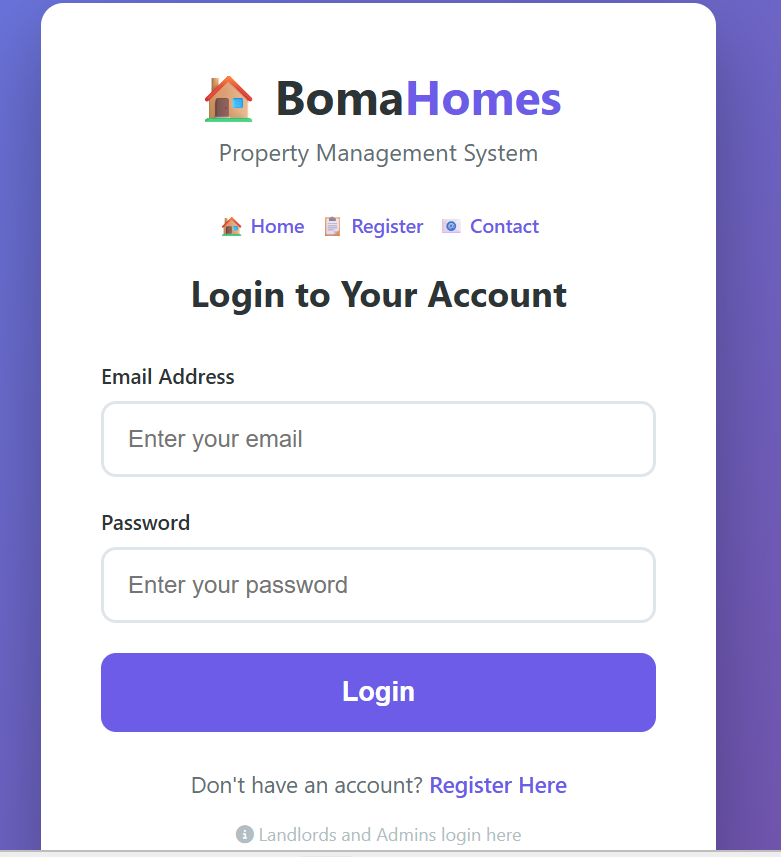 BomaHomes
Property Management System
Home Register Contact
Login to Your Account
Email Address
Enter your email
Password
Enter your password
Login
Don't have an account? Register Here
Landlords and Admins login here